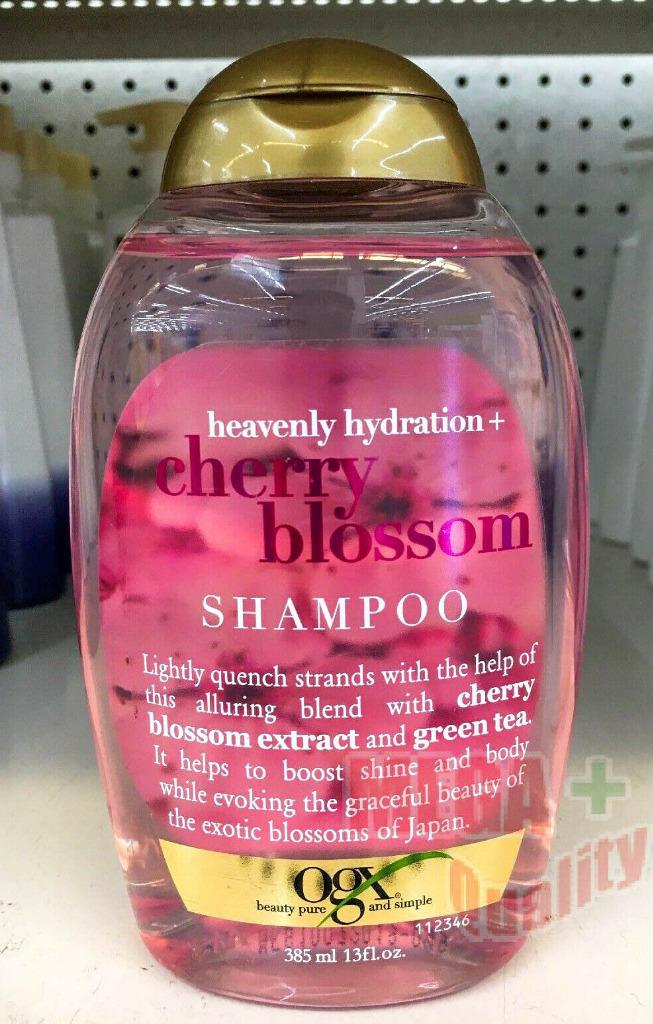 heavenly hydration+
cherry
blossom
SHAMPOO
Lightly quench strands with the help of
this alluring blend with cherry
blossom extract and green tea.
It helps to boost shine and body
while evoking the graceful beauty of
the exotic blossoms of Japan.
ogx®
beauty pure and simple
112346
385 ml 13fl.oz.
MEGA+
Quality